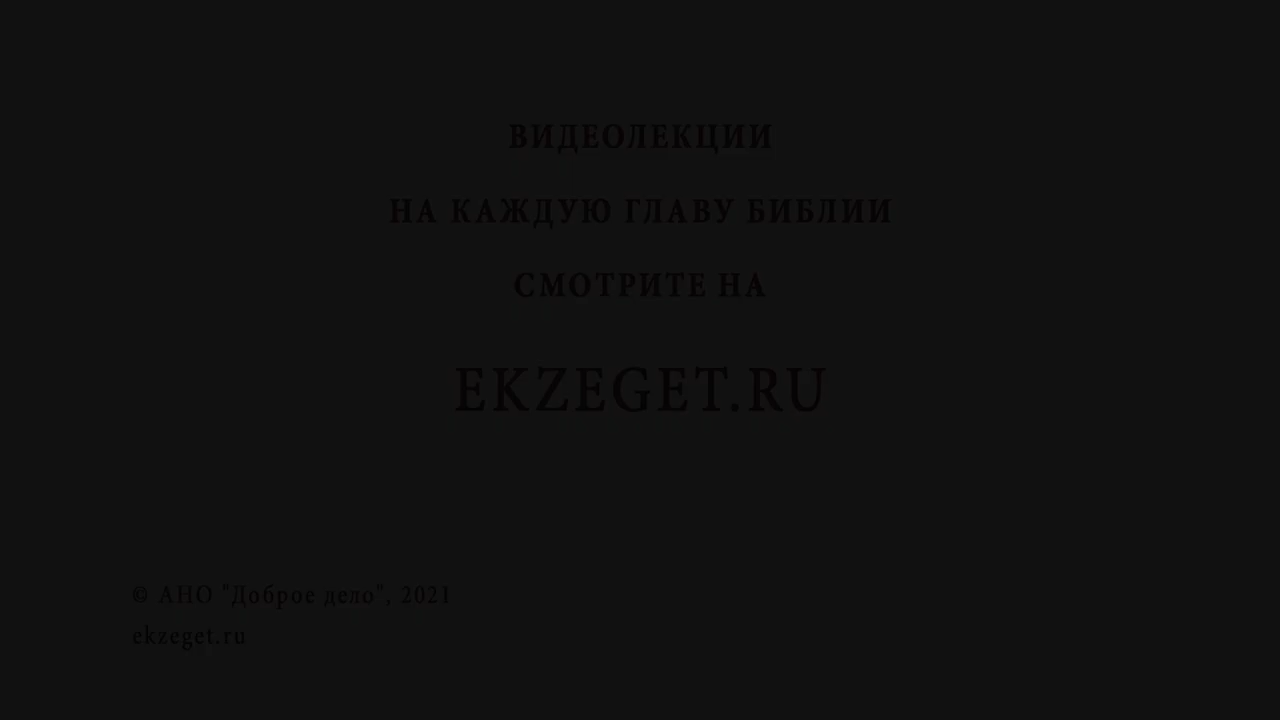 ВИДЕОЛЕКЦИИ
НА КАЖДУЮ ГЛАВУ БИБЛИИ
СМОТРИТЕ НА
EKZEGET.RU
© АНО "Доброе дело", 2021
ekzeget.ru